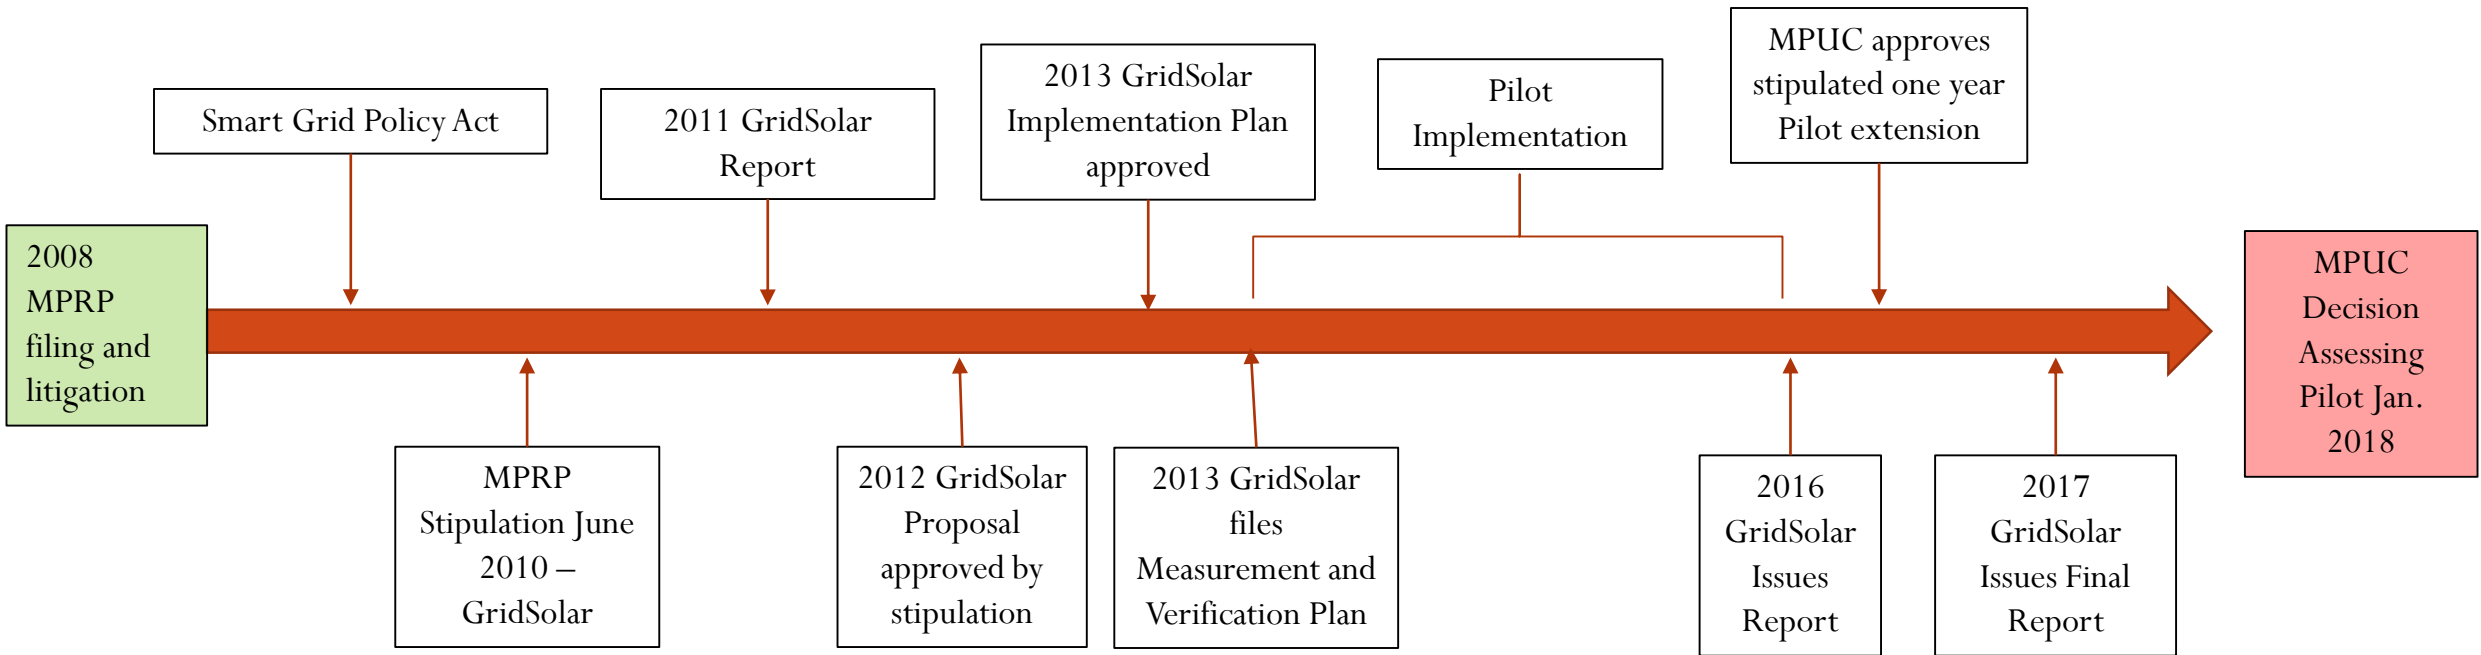 2008
MPRP
filing and
litigation
Smart Grid Policy Act
MPRP
Stipulation June
2010 –
GridSolar
2011 GridSolar
Report
2012 GridSolar
Proposal
approved by
stipulation
2013 GridSolar
Implementation Plan
approved
2013 GridSolar
files
Measurement and
Verification Plan
Pilot
Implementation
2016
GridSolar
Issues
Report
MPUC approves
stipulated one year
Pilot extension
2017
GridSolar
Issues Final
Report
MPUC
Decision
Assessing
Pilot Jan.
2018